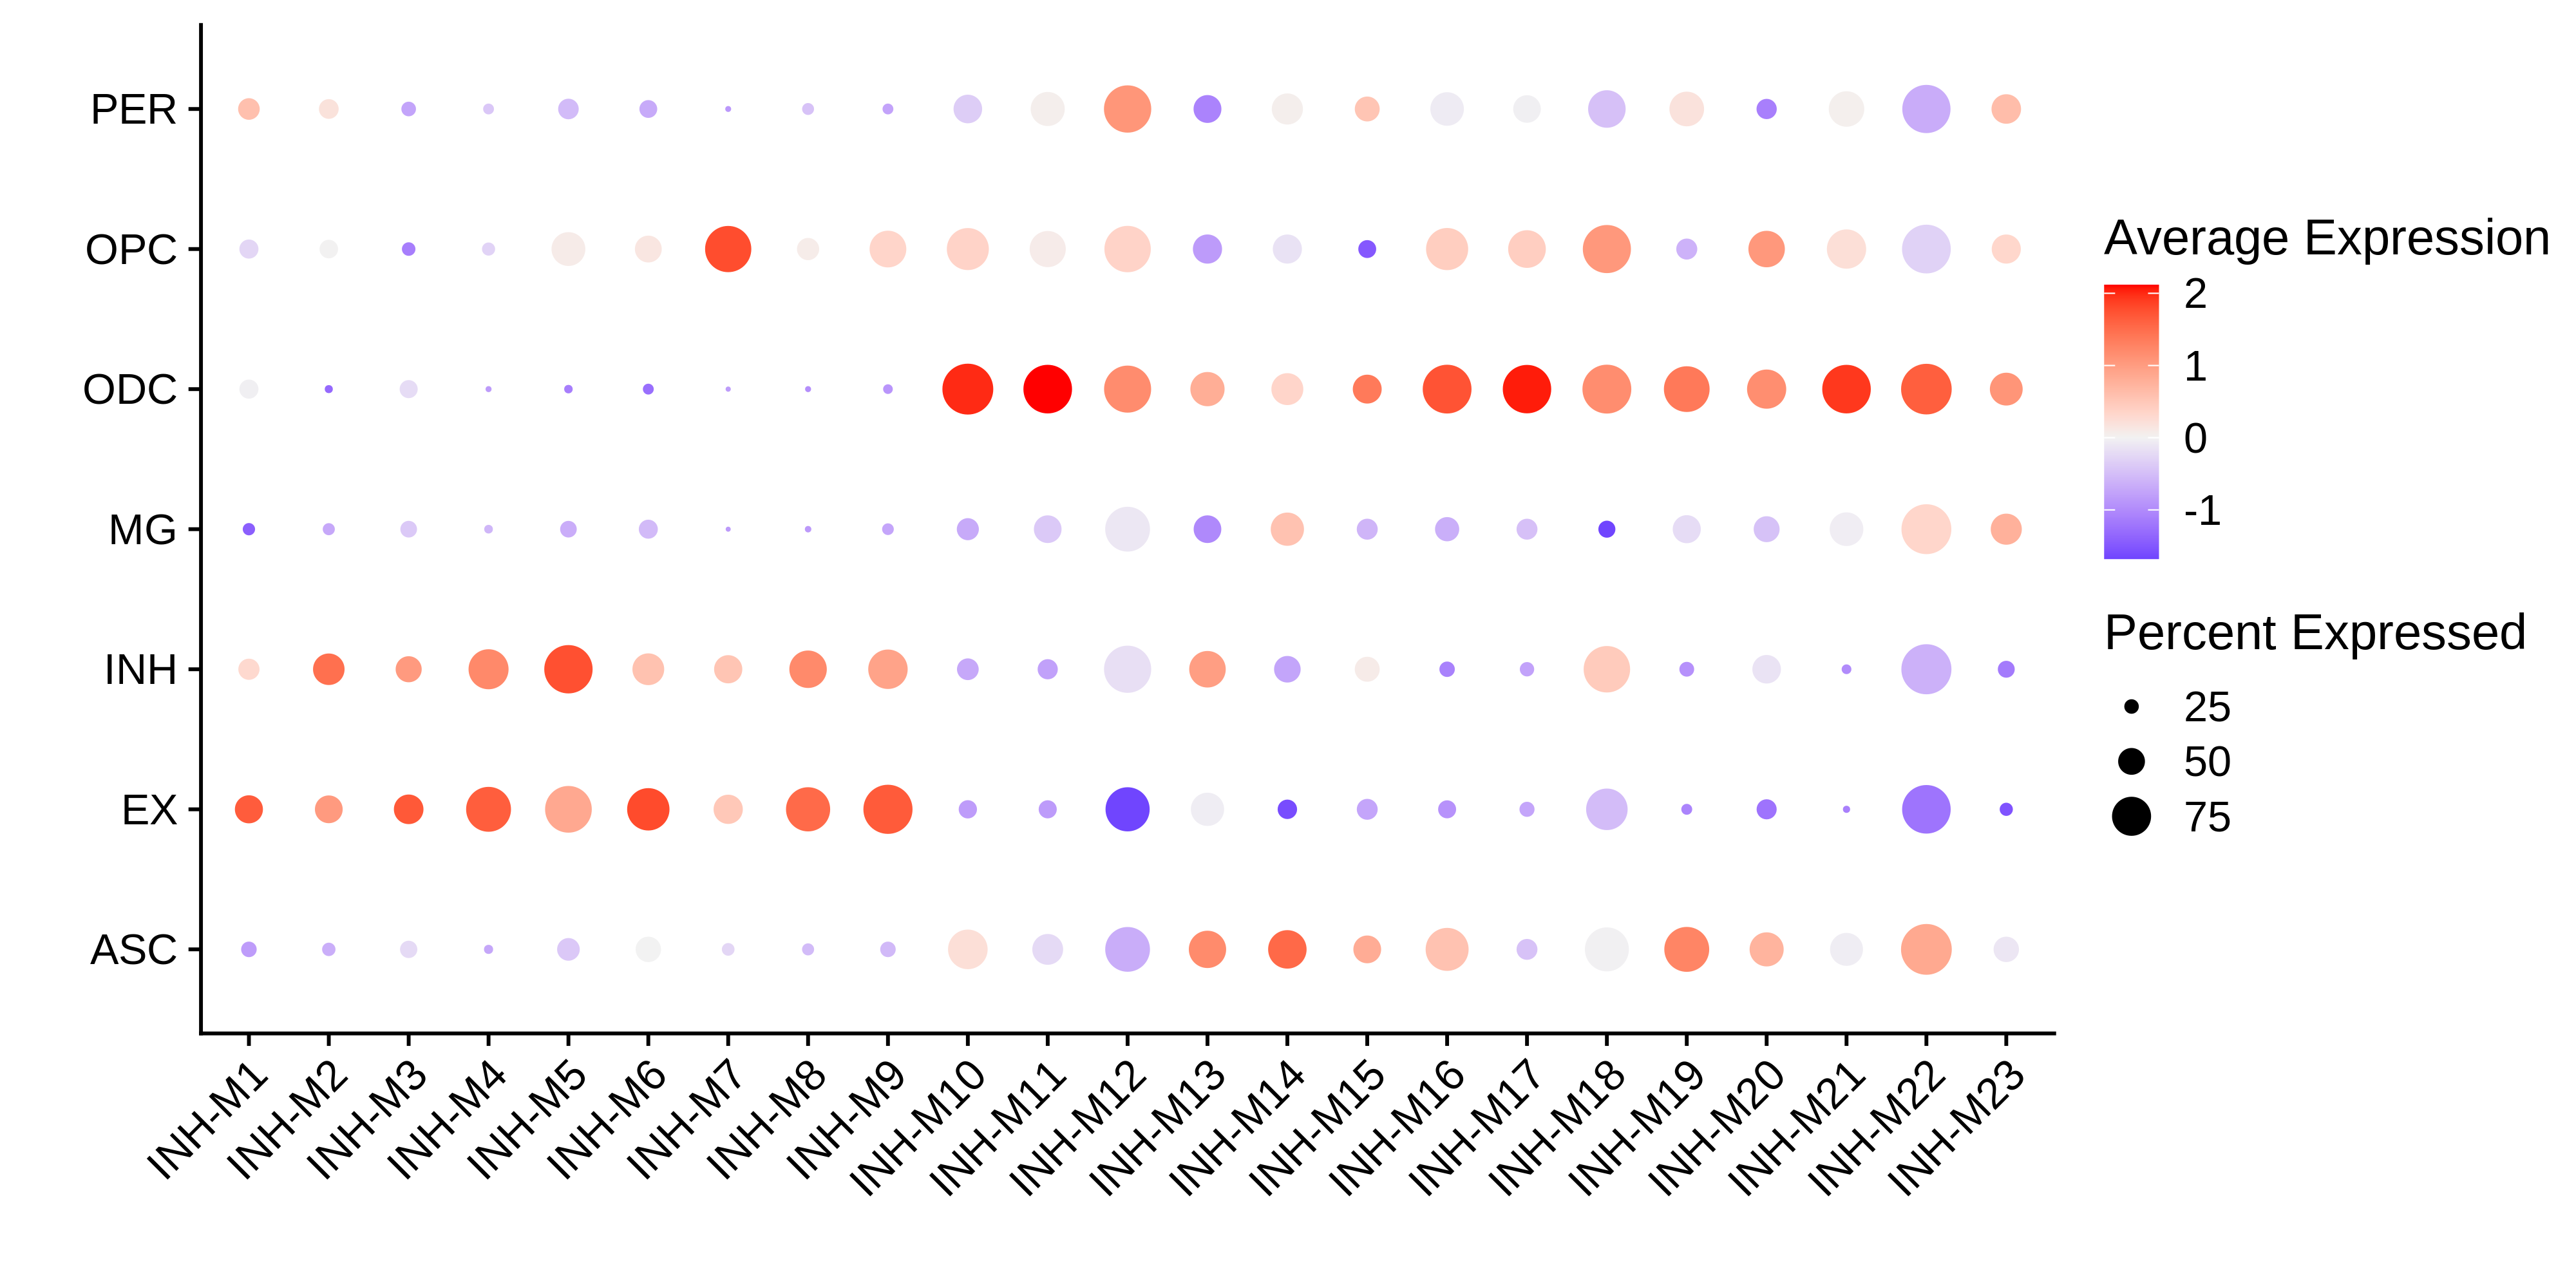 PER
OPC
ODC
MG
INH
EX
ASC
INH-M1
INH-M2
INH-M3
INH-M4
INH-M5
INH-M6
INH-M7
INH-M8
INH-M9
INH-M10
INH-M11
INH-M12
INH-M13
INH-M14
INH-M15
INH-M16
INH-M17
INH-M18
INH-M19
INH-M20
INH-M21
INH-M22
INH-M23
Average Expression
2
1
0
-1
Percent Expressed
25
50
75